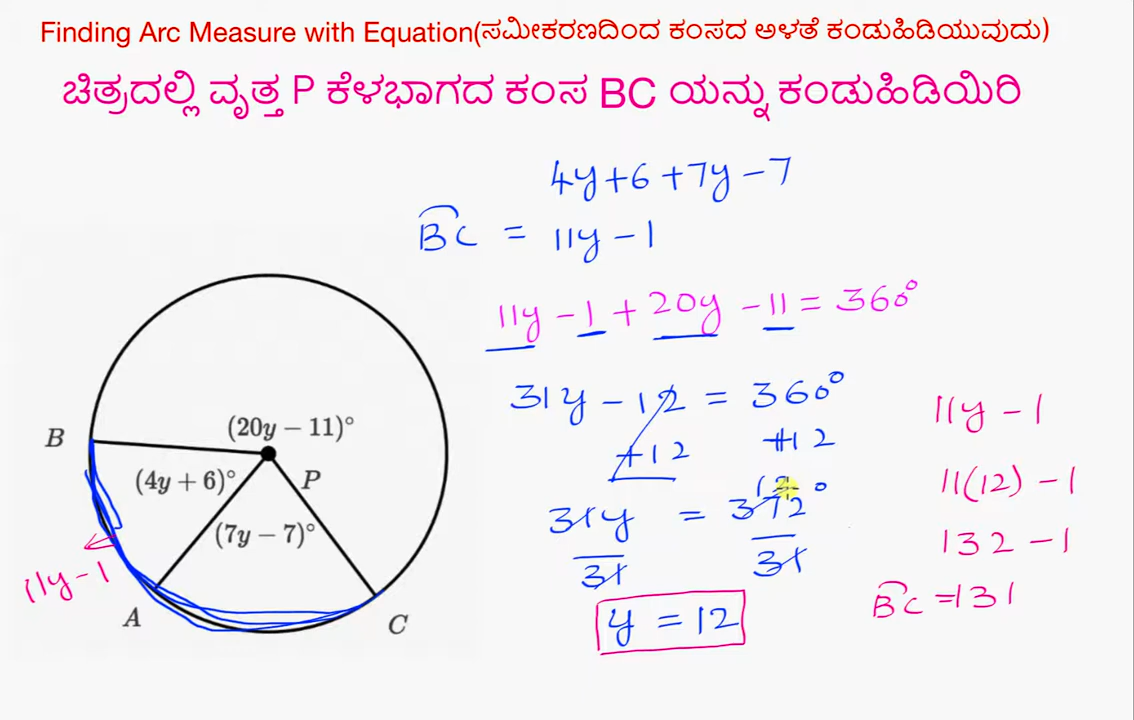 Finding Arc Measure with Equation(ಸಮೀಕರಣದಿಂದ ಕಂಸದ ಅಳತೆ ಕಂಡುಹಿಡಿಯುವುದು)
ಚಿತ್ರದಲ್ಲಿ ವೃತ್ತ P ಕೆಳಭಾಗದ ಕಂಸ BC ಯನ್ನು ಕಂಡುಹಿಡಿಯಿರಿ
4y+6+7y-7
BC = 11y-1
11y-1+20y-11=360°
31y-12=360°
+12 +12
31y = 372°
12
31 31
y = 12
11y-1
11(12)-1
132-1
BC=131
B
(20y − 11)°
(4y + 6)°
P
(7y − 7)°
11y-1
A
C